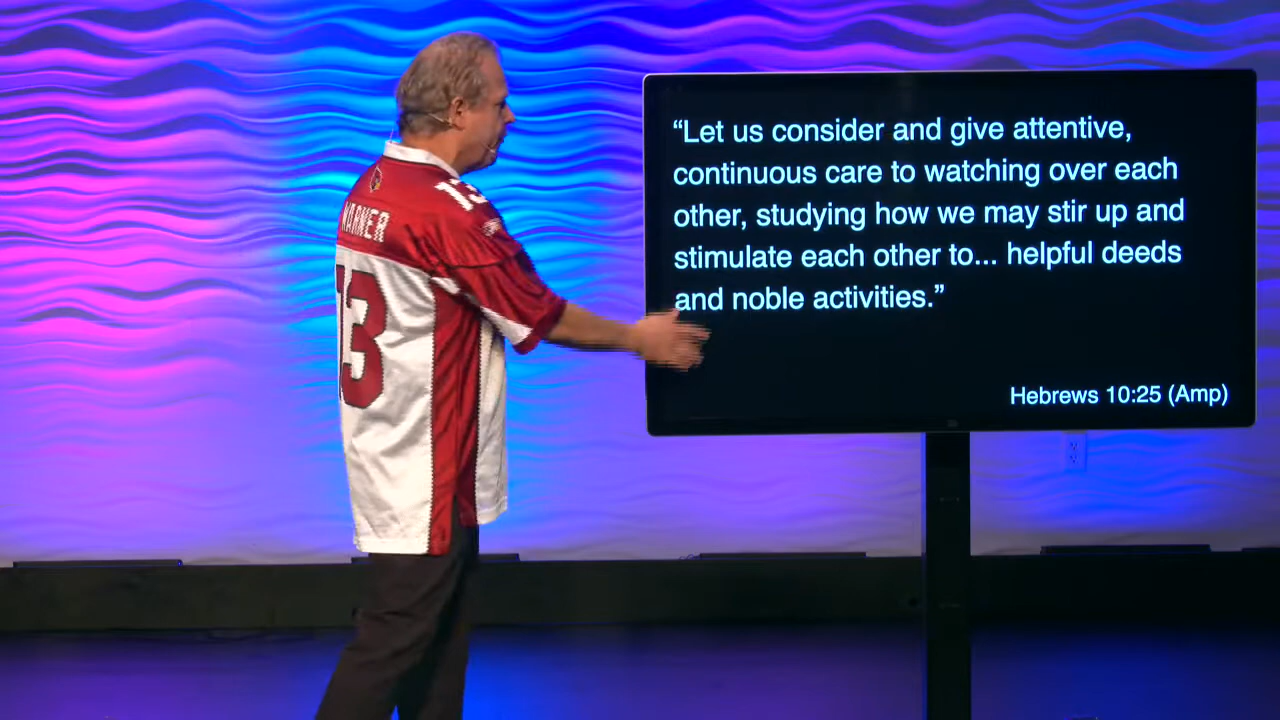 13
WARNER
13
“Let us consider and give attentive,
continuous care to watching over each
other, studying how we may stir up and
stimulate each other to... helpful deeds
and noble activities.”
Hebrews 10:25 (Amp)